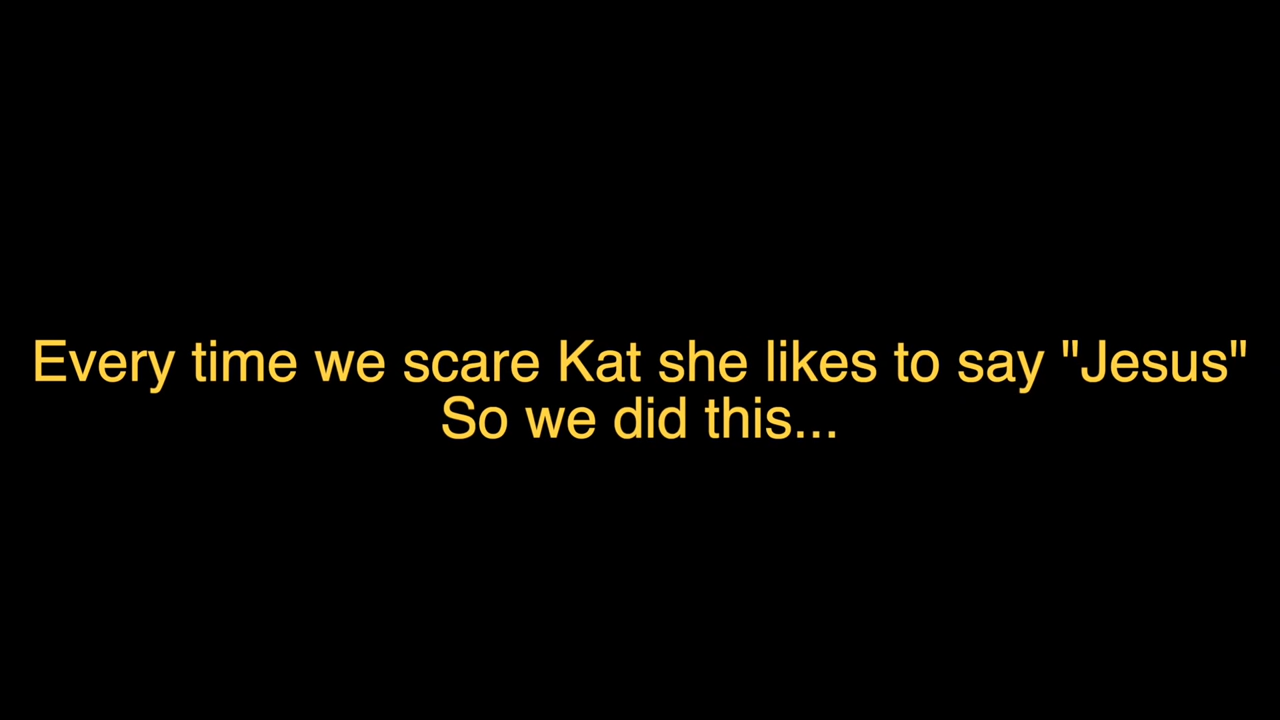 Every time we scare Kat she likes to say "Jesus"
So we did this...